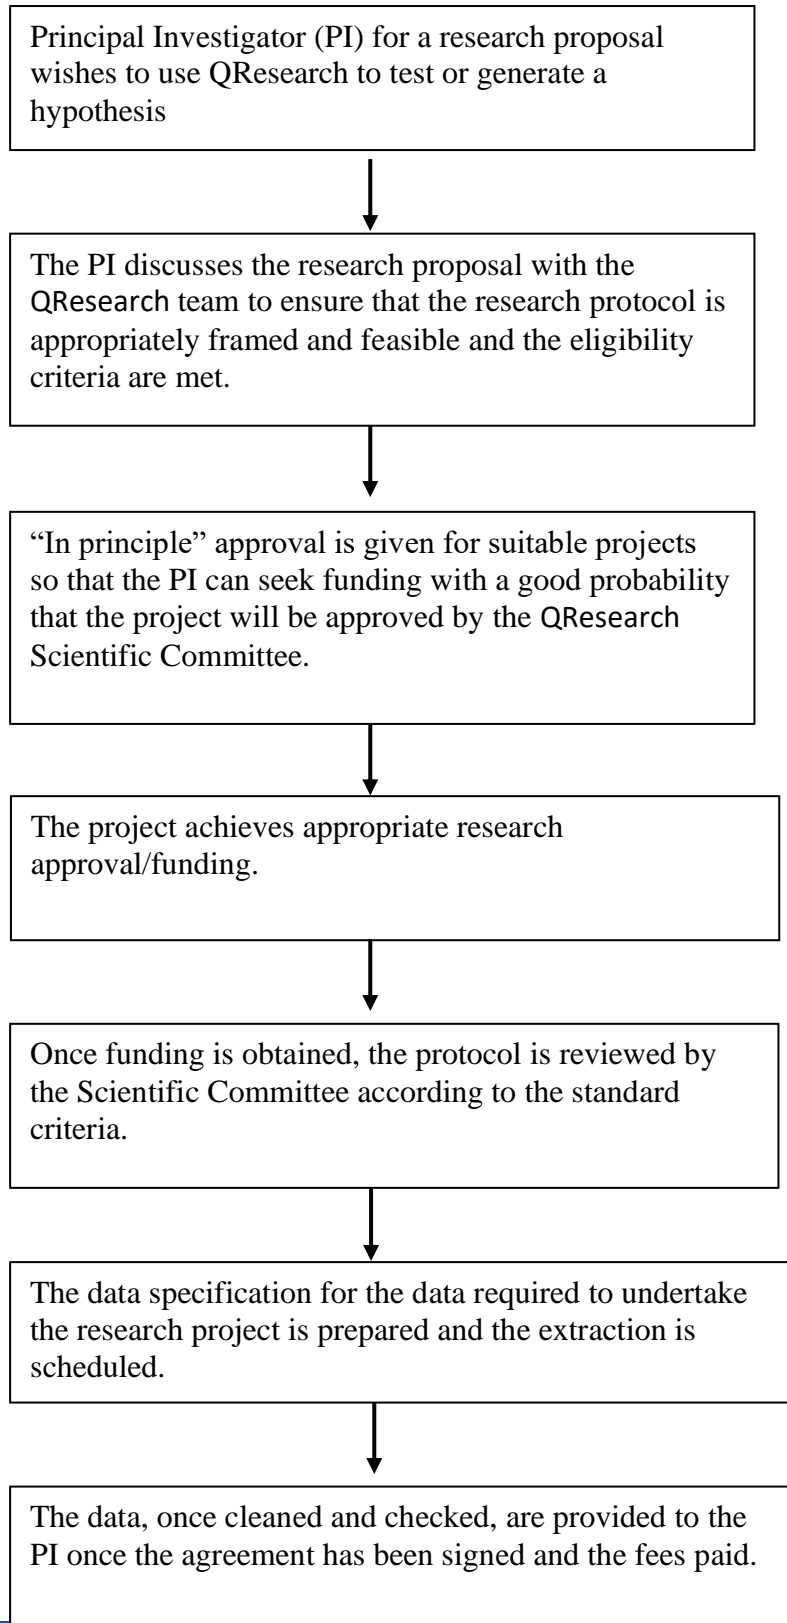 Principal Investigator (PI) for a research proposal
wishes to use QResearch to test or generate a
hypothesis
The PI discusses the research proposal with the
QResearch team to ensure that the research protocol is
appropriately framed and feasible and the eligibility
criteria are met.
“In principle” approval is given for suitable projects
so that the PI can seek funding with a good probability
that the project will be approved by the QResearch
Scientific Committee.
The project achieves appropriate research
approval/funding.
Once funding is obtained, the protocol is reviewed by
the Scientific Committee according to the standard
criteria.
The data specification for the data required to undertake
the research project is prepared and the extraction is
scheduled.
The data, once cleaned and checked, are provided to the
PI once the agreement has been signed and the fees paid.